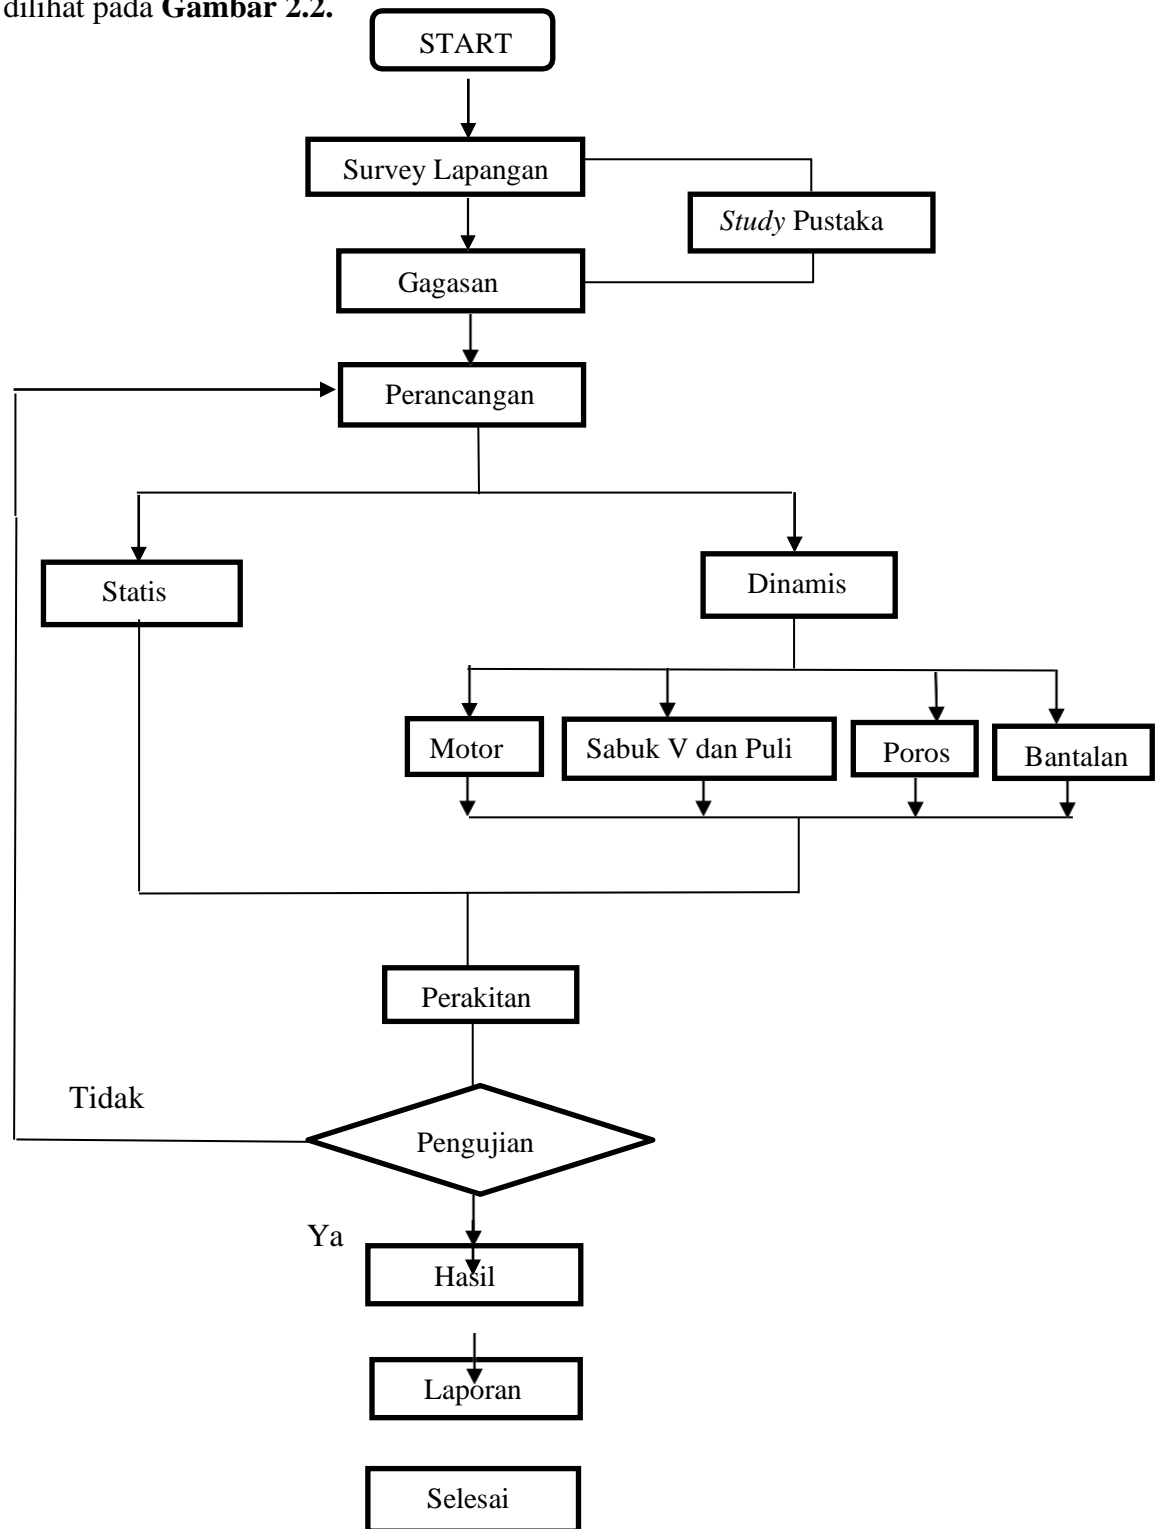 dilihat pada Gambar 2.2.
START
Survey Lapangan
Study Pustaka
Gagasan
Perancangan
Statis
Dinamis
Motor
Sabuk V dan Puli
Poros
Bantalan
Perakitan
Tidak
Pengujian
Ya
Hasil
Laporan
Selesai